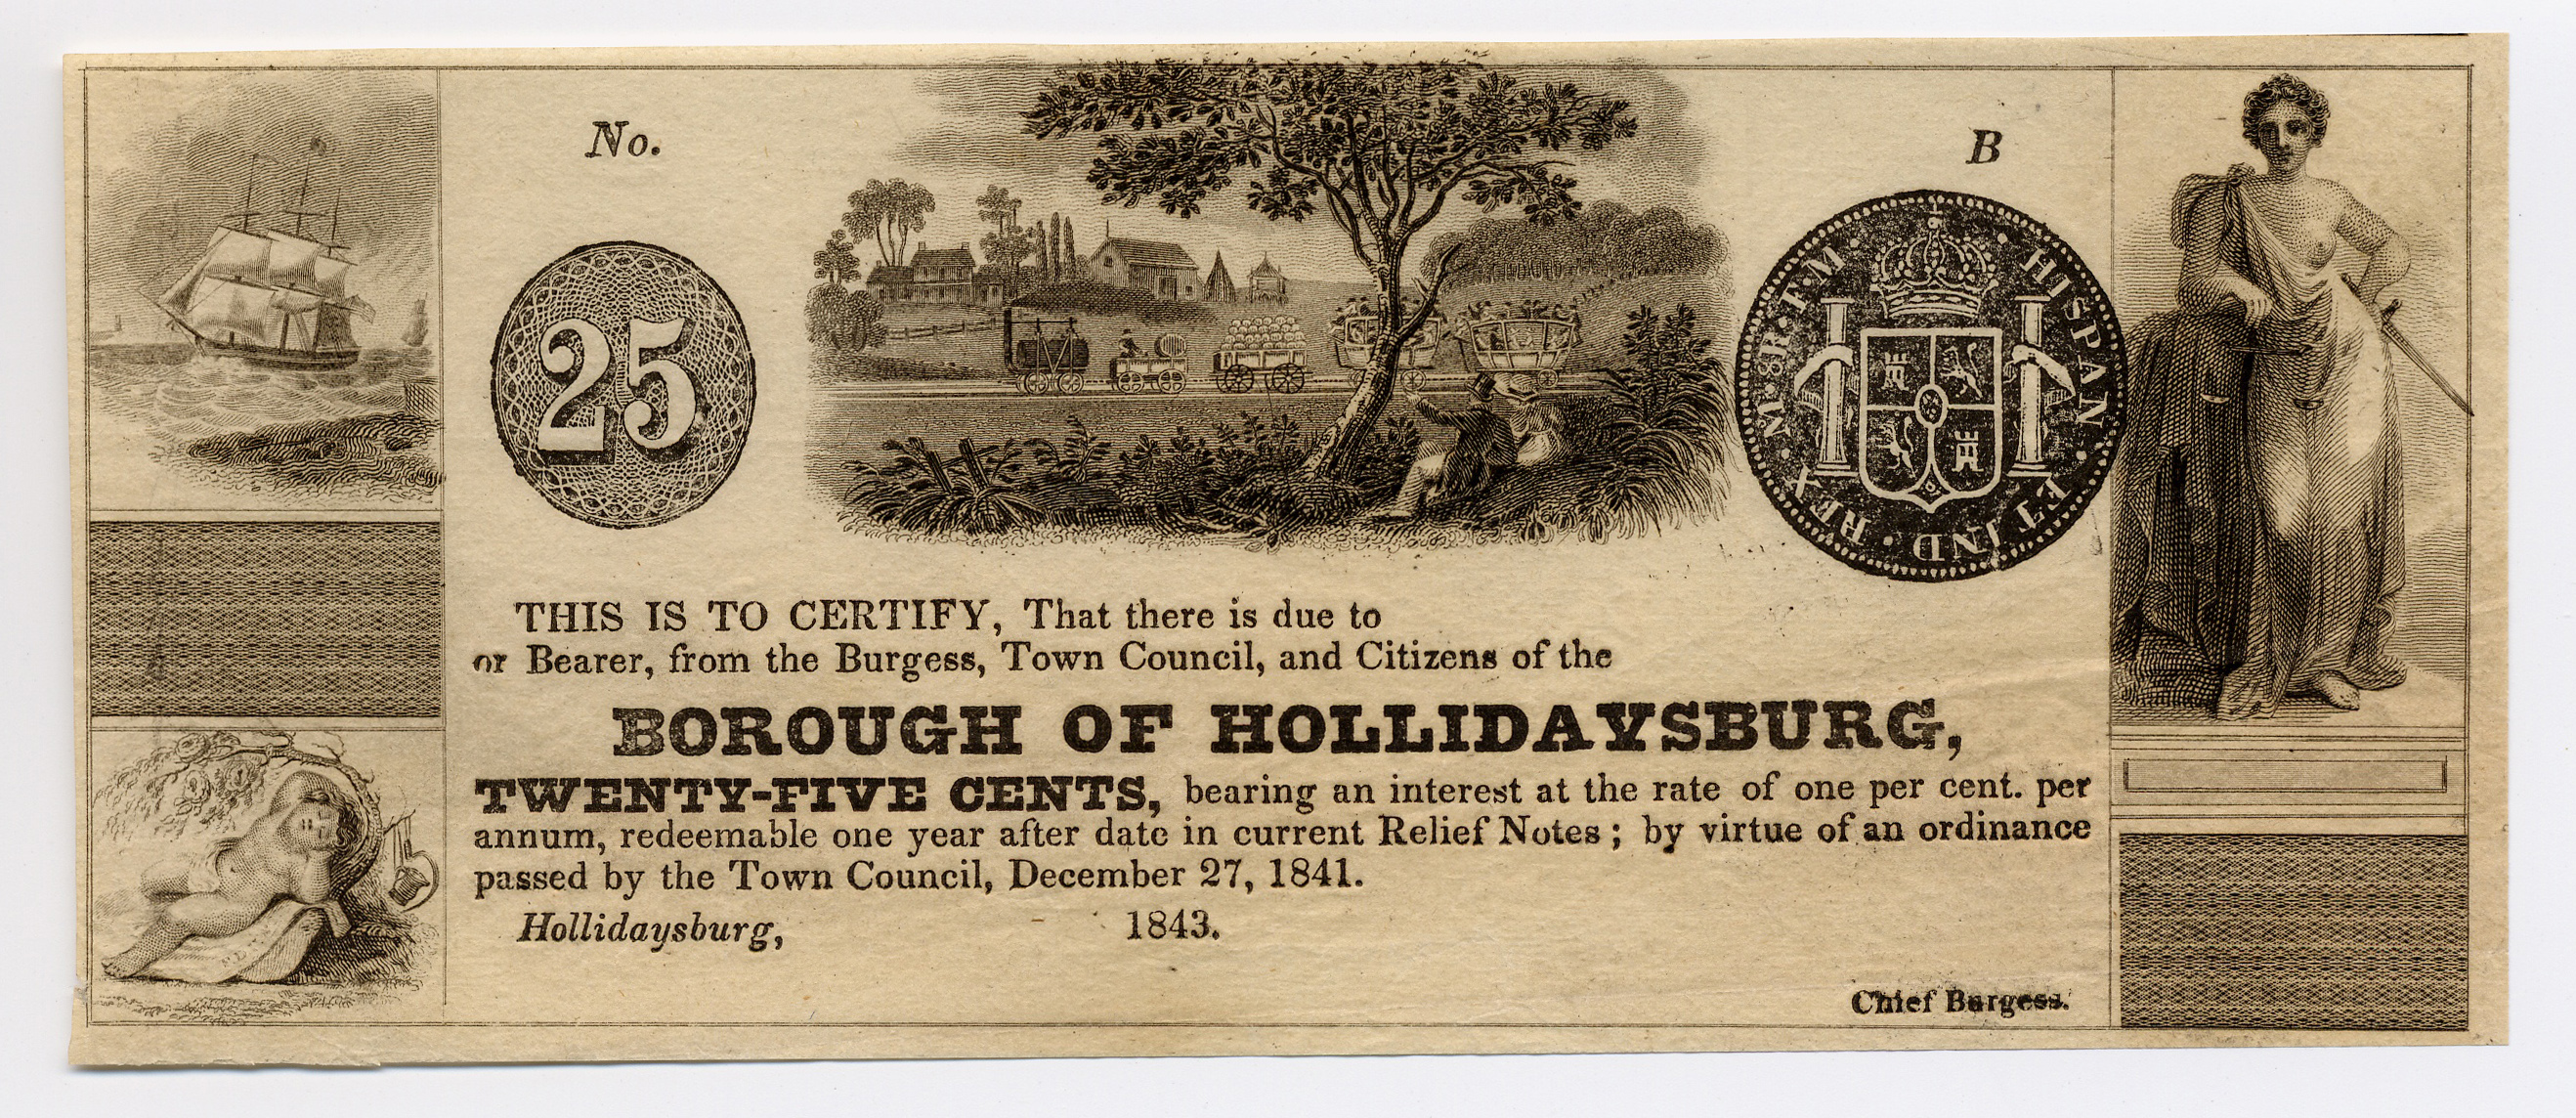 No.
B
25
HISPAN · ET IND · REX · M · 8R · F · M ·
THIS IS TO CERTIFY, That there is due to
or Bearer, from the Burgess, Town Council, and Citizens of the
BOROUGH OF HOLLIDAYSBURG,
TWENTY-FIVE CENTS, bearing an interest at the rate of one per cent. per
annum, redeemable one year after date in current Relief Notes; by virtue of an ordinance
passed by the Town Council, December 27, 1841.
Hollidaysburg, 1843.
Chief Burgess.